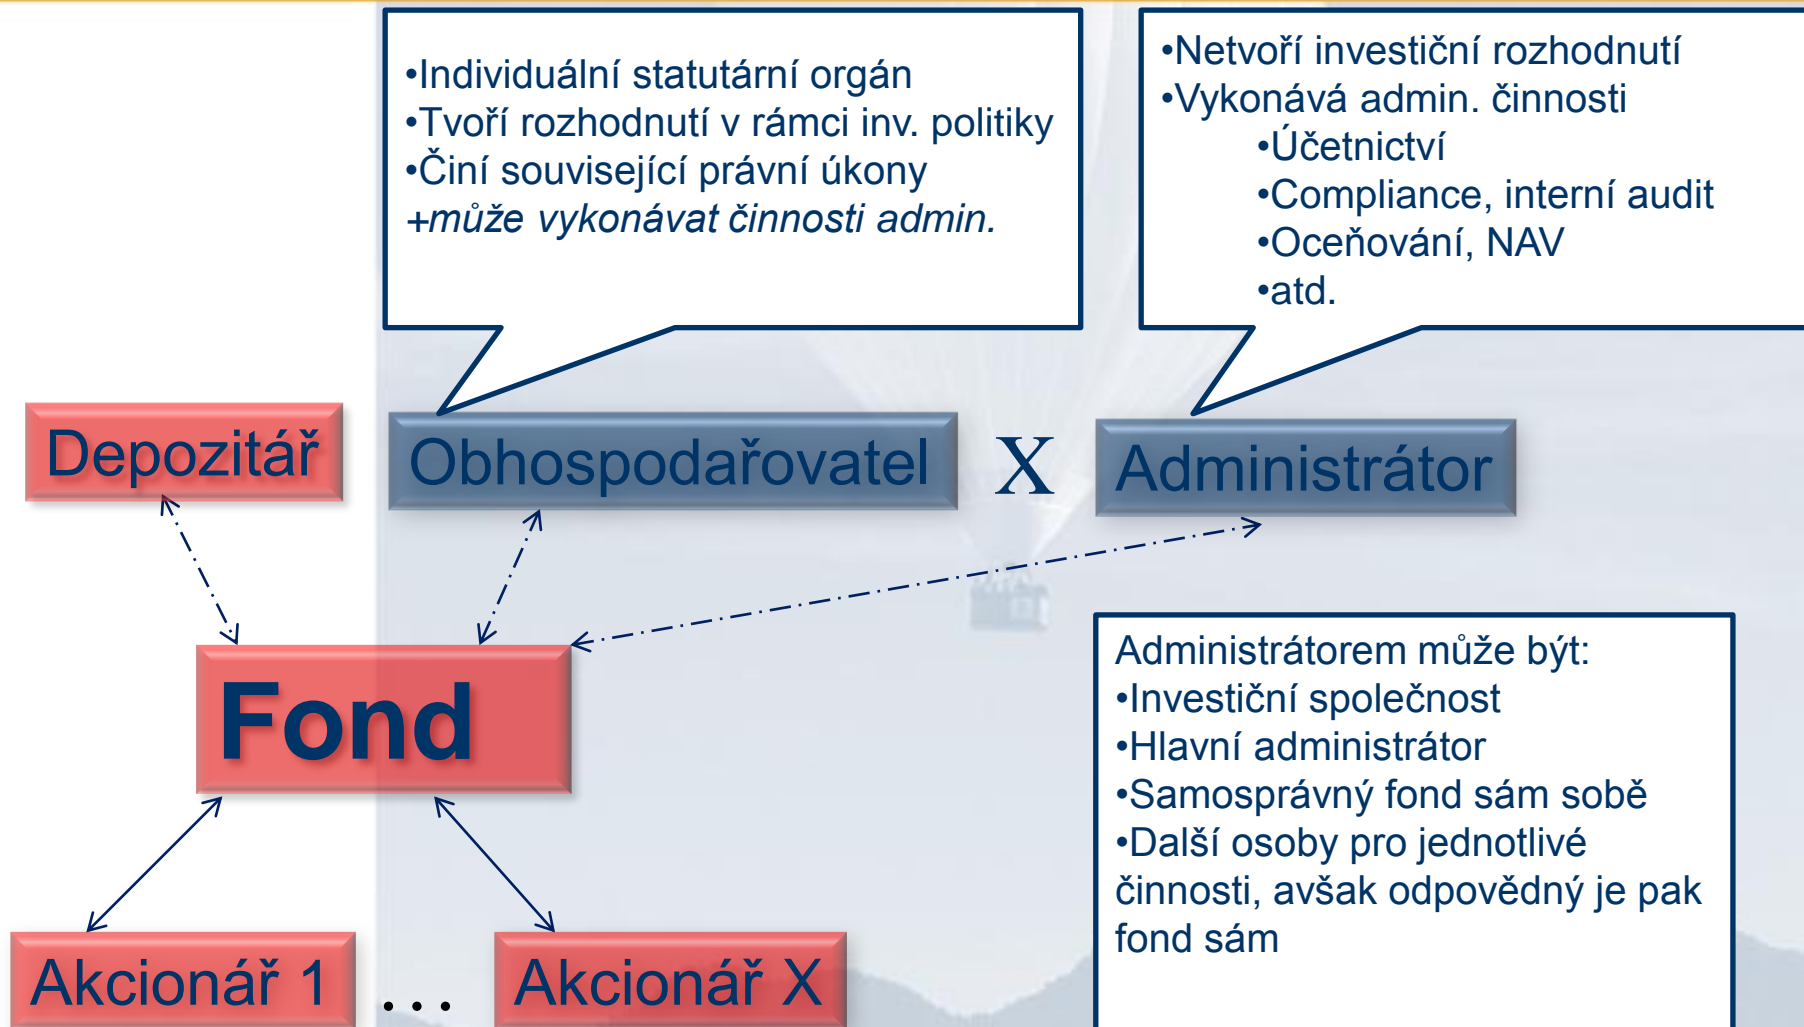 •Individuální statutární orgán
•Tvoří rozhodnutí v rámci inv. politiky
•Činí související právní úkony
+může vykonávat činnosti admin.
•Netvoří investiční rozhodnutí
•Vykonává admin. činnosti
•Účetnictví
•Compliance, interní audit
•Oceňování, NAV
•atd.
Depozitář
Obhospodařovatel
X
Administrátor
Fond
Administrátorem může být:
•Investiční společnost
•Hlavní administrátor
•Samosprávný fond sám sobě
•Další osoby pro jednotlivé
činnosti, avšak odpovědný je pak
fond sám
Akcionář 1
...
Akcionář X